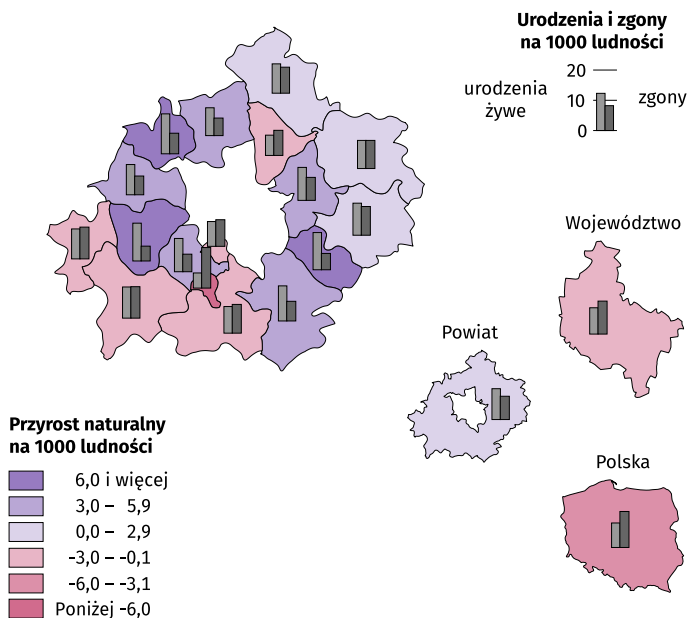 Urodzenia i zgony
na 1000 ludności
urodzenia
żywe
20
10
0
zgony
Województwo
Powiat
Polska
Przyrost naturalny
na 1000 ludności
6,0 i więcej
3,0 – 5,9
0,0 – 2,9
-3,0 – -0,1
-6,0 – -3,1
Poniżej -6,0